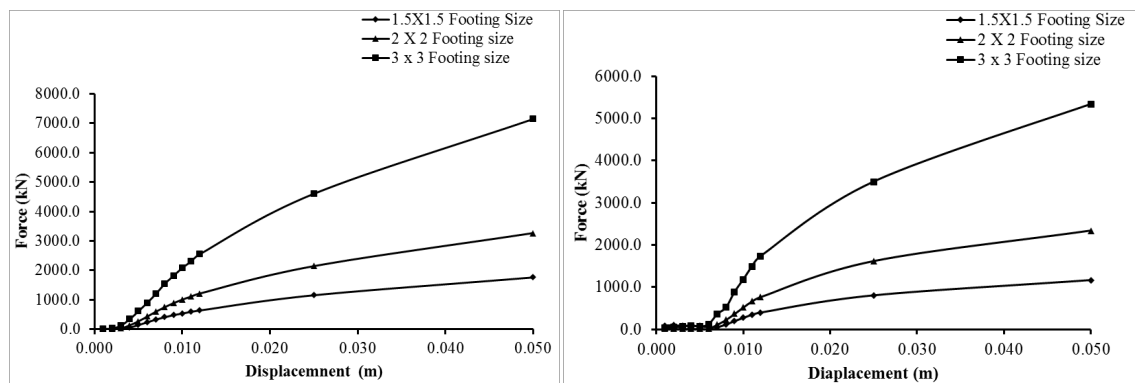 1.5X1.5 Footing Size
2 X 2 Footing size
3 x 3 Footing size
8000.0
7000.0
6000.0
5000.0
4000.0
3000.0
2000.0
1000.0
0.0
Force (kN)
0.000 0.010 0.020 0.030 0.040 0.050
Displacemnent (m)
1.5X1.5 Footing Size
2 X 2 Footing size
3 x 3 Footing size
6000.0
5000.0
4000.0
3000.0
2000.0
1000.0
0.0
Force (kN)
0.000 0.010 0.020 0.030 0.040 0.050
Diaplacement (m)